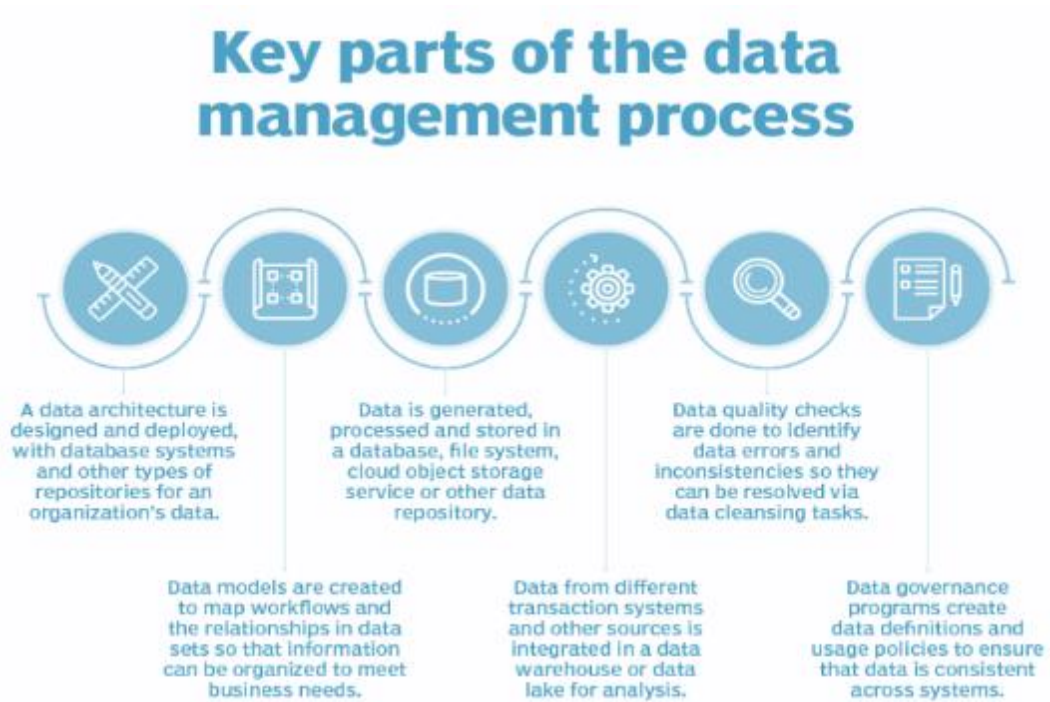 Key parts of the data
management process
A data architecture is
designed and deployed,
with database systems
and other types of
repositories for an
organization's data.
Data models are created
to map workflows and
the relationships in data
sets so that information
can be organized to meet
business needs.
Data is generated,
processed and stored in
a database, file system,
cloud object storage
service or other data
repository.
Data from different
transaction systems
and other sources is
integrated in a data
warehouse or data
lake for analysis.
Data quality checks
are done to identify
data errors and
inconsistencies so they
can be resolved via
data cleansing tasks.
Data governance
programs create
data definitions and
usage policies to ensure
that data is consistent
across systems.